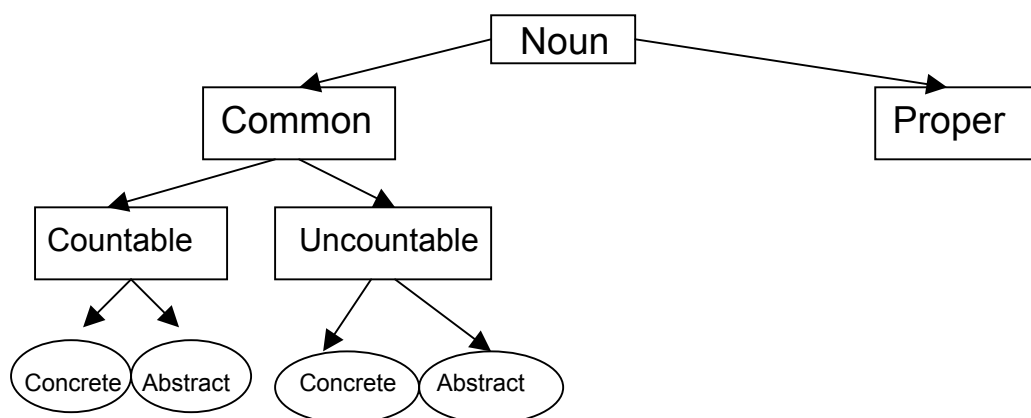 Noun
Common
Proper
Countable
Uncountable
Concrete
Abstract
Concrete
Abstract